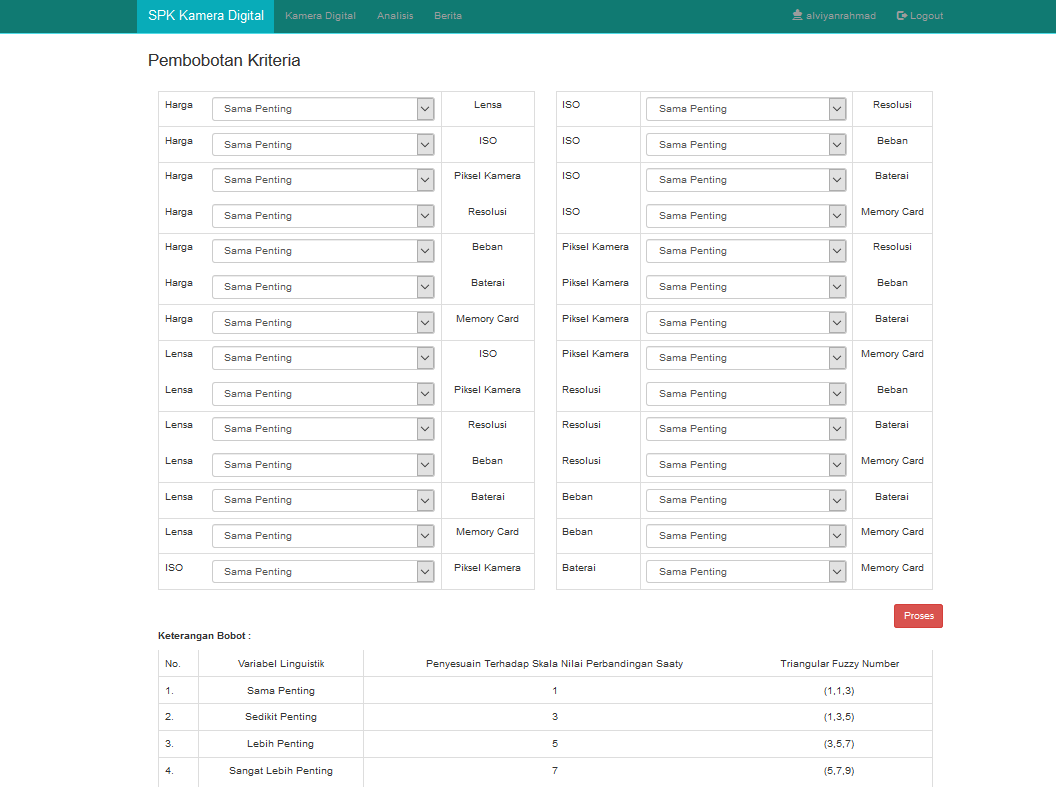 SPK Kamera Digital Kamera Digital Analisis Berita alviyanrahmad Logout
Pembobotan Kriteria
Harga Sama Penting Lensa
Harga Sama Penting ISO
Harga Sama Penting Piksel Kamera
Harga Sama Penting Resolusi
Harga Sama Penting Beban
Harga Sama Penting Baterai
Harga Sama Penting Memory Card
Lensa Sama Penting ISO
Lensa Sama Penting Piksel Kamera
Lensa Sama Penting Resolusi
Lensa Sama Penting Beban
Lensa Sama Penting Baterai
Lensa Sama Penting Memory Card
ISO Sama Penting Piksel Kamera
ISO Sama Penting Resolusi
ISO Sama Penting Beban
ISO Sama Penting Baterai
ISO Sama Penting Memory Card
Piksel Kamera Sama Penting Resolusi
Piksel Kamera Sama Penting Beban
Piksel Kamera Sama Penting Baterai
Piksel Kamera Sama Penting Memory Card
Resolusi Sama Penting Beban
Resolusi Sama Penting Baterai
Resolusi Sama Penting Memory Card
Beban Sama Penting Baterai
Beban Sama Penting Memory Card
Baterai Sama Penting Memory Card
Proses
Keterangan Bobot :
No. Variabel Linguistik Penyesuain Terhadap Skala Nilai Perbandingan Saaty Triangular Fuzzy Number
1. Sama Penting 1 (1,1,3)
2. Sedikit Penting 3 (1,3,5)
3. Lebih Penting 5 (3,5,7)
4. Sangat Lebih Penting 7 (5,7,9)